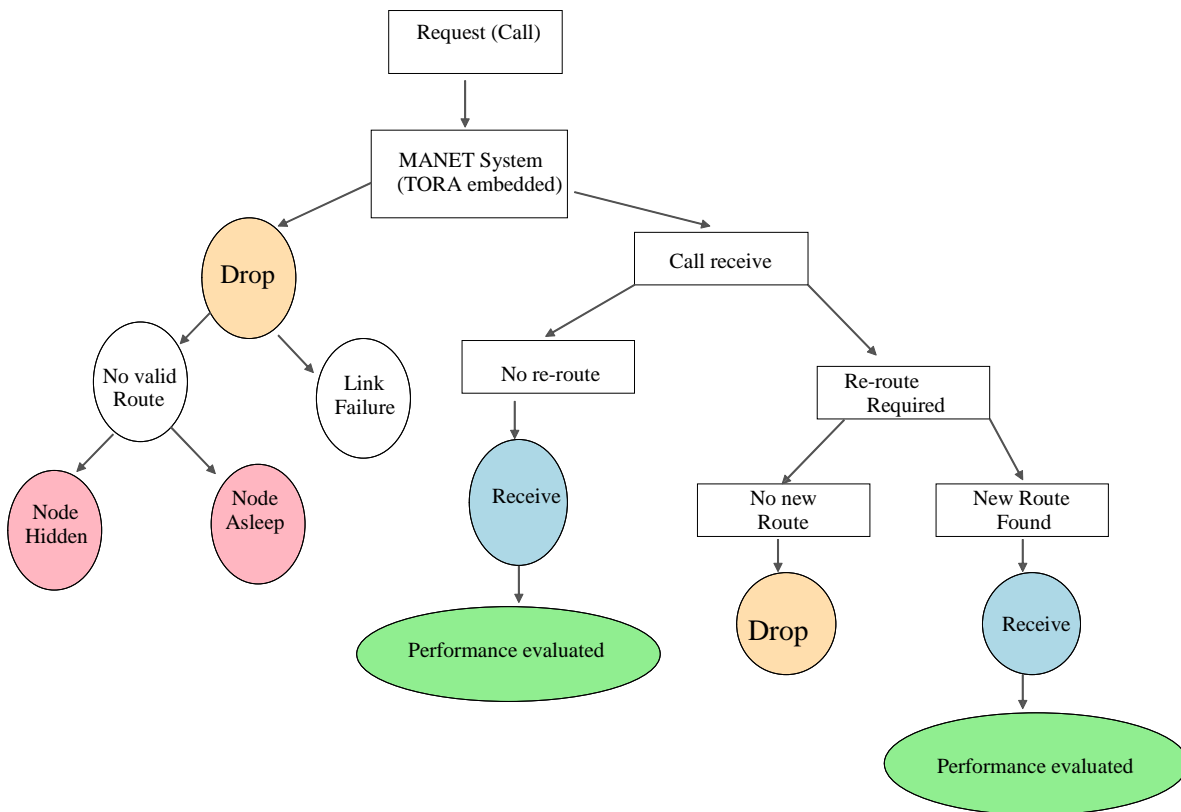 Request (Call)
MANET System
(TORA embedded)
Drop
Call receive
No valid
Route
Link
Failure
No re-route
Re-route
Required
Node
Hidden
Node
Asleep
Receive
No new
Route
New Route
Found
Performance evaluated
Drop
Receive
Performance evaluated